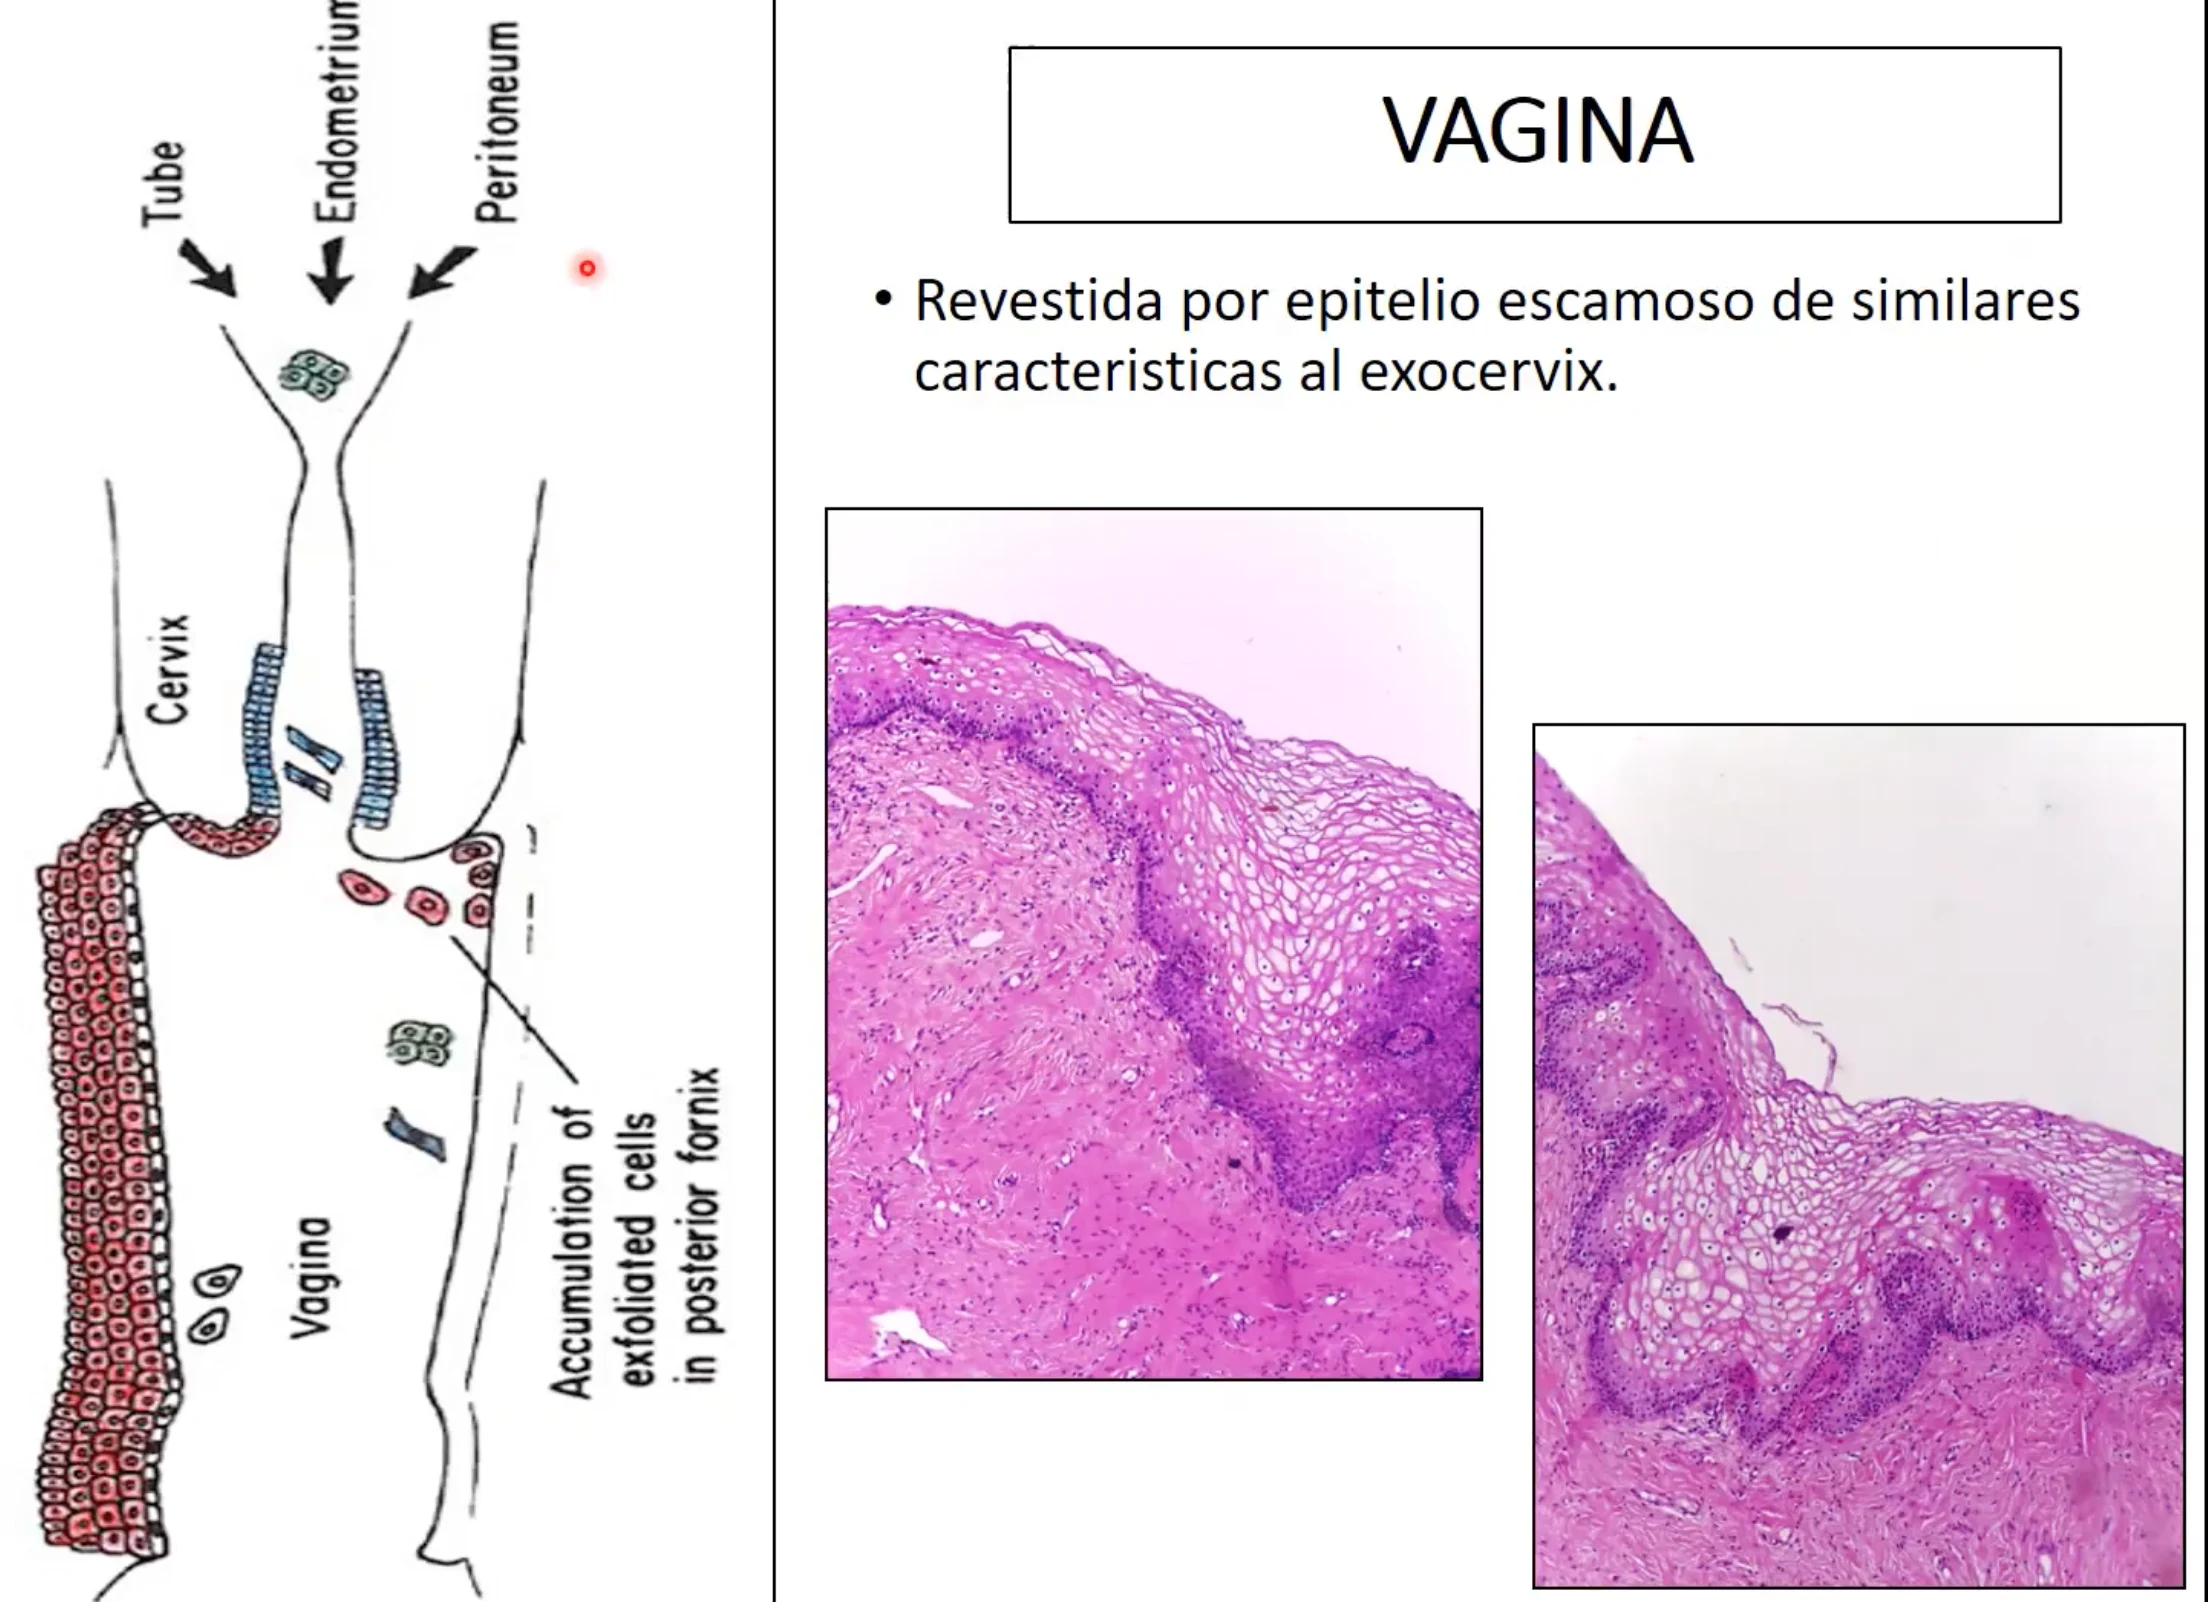 Tube
Endometrium
Peritoneum
Cervix
Vagina
Accumulation of
exfoliated cells
in posterior fornix
VAGINA
• Revestida por epitelio escamoso de similares
caracteristicas al exocervix.